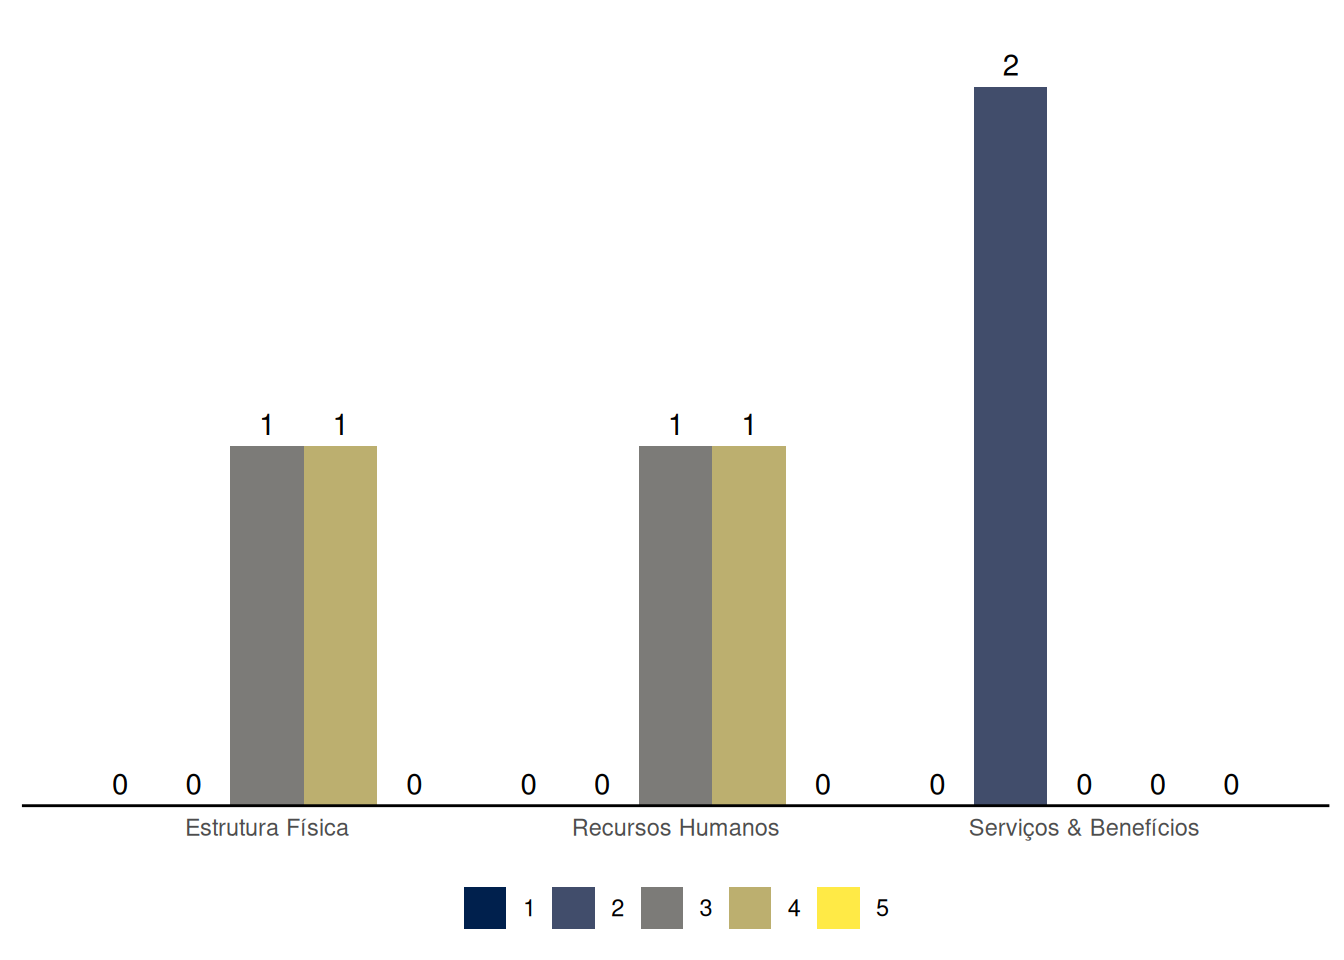 2
1 1 1 1
0 0 0 0 0 0 0 0 0 0
Estrutura Física Recursos Humanos Serviços & Benefícios
1 2 3 4 5